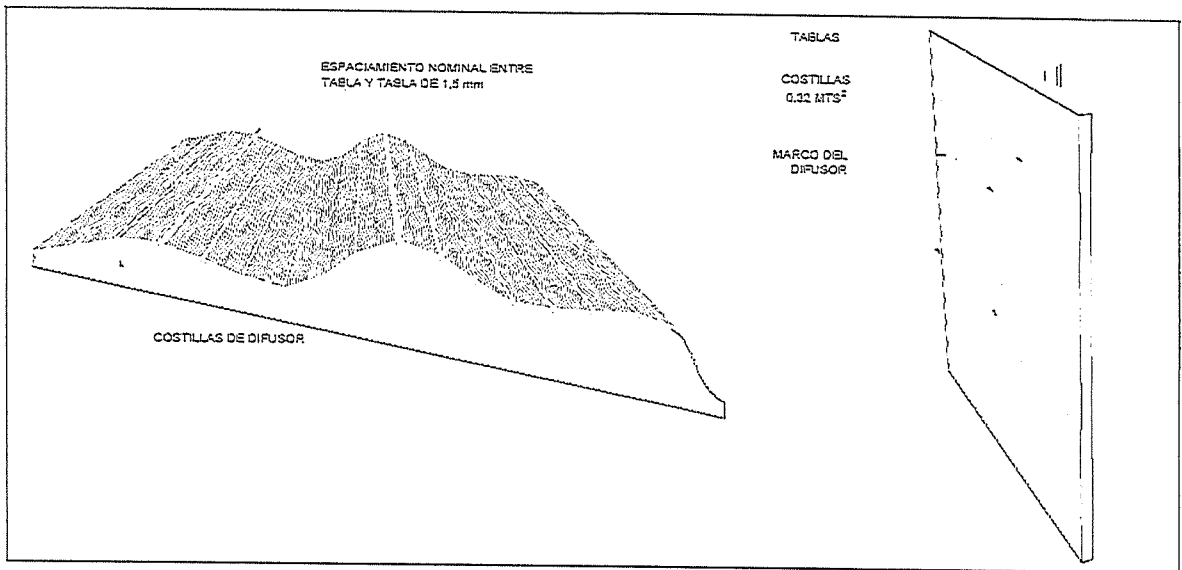 ESPACIAMIENTO NOMINAL ENTRE
TABLA Y TABLA DE 1,5 mm
COSTILLAS DE DIFUSOR
TABLAS
COSTILLAS
0.32 MTS²
MARCO DEL
DIFUSOR